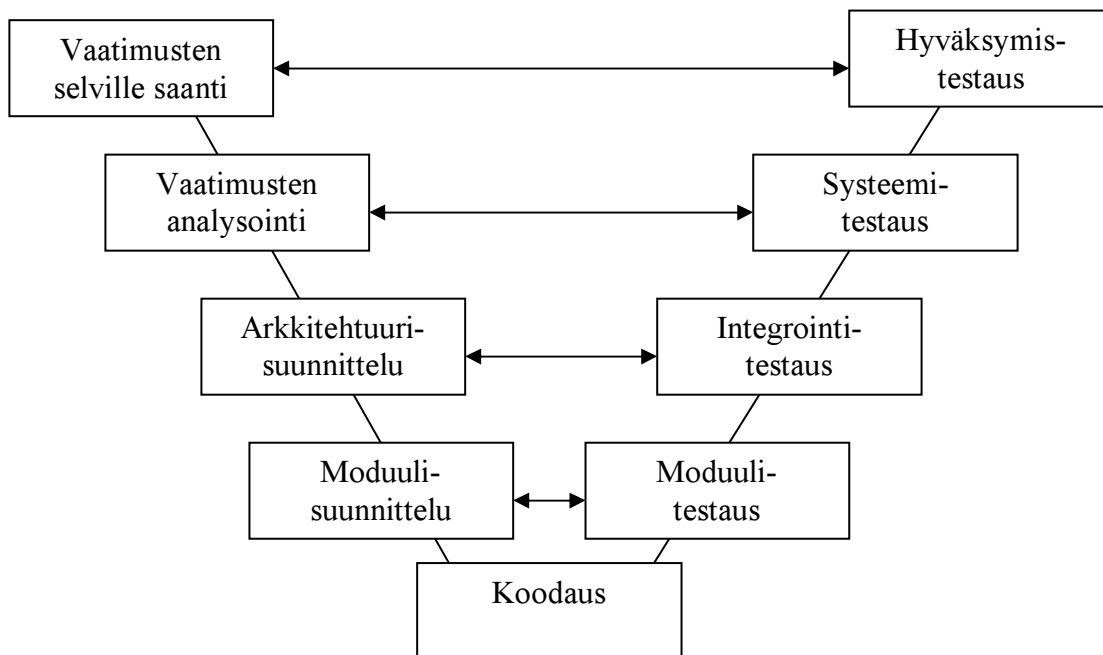 Vaatimusten
selville saanti
Hyväksymis-
testaus
Vaatimusten
analysointi
Systeemi-
testaus
Arkkitehtuuri-
suunnittelu
Integrointi-
testaus
Moduuli-
suunnittelu
Moduuli-
testaus
Koodaus